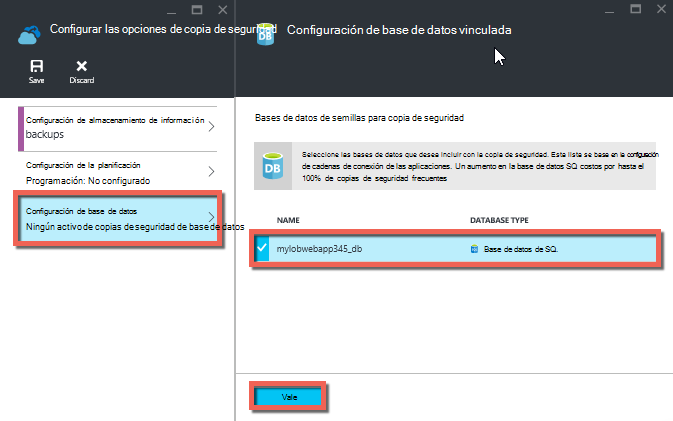 Configurar las opciones de copia de seguridad
Save
Discard
Configuración de almacenamiento de información
backups
Configuración de la planificación
Programación: No configurado
Configuración de base de datos
Ningún activo de copias de seguridad de base de datos
DB
Configuración de base de datos vinculada
Bases de datos de semillas para copia de seguridad
DB
Seleccione las bases de datos que desea incluir con la copia de seguridad. Esta lista se basa en la configuración
de cadenas de conexión de las aplicaciones. Un aumento en la base de datos SQ costos por hasta el
100% de copias de seguridad frecuentes
NAME DATABASE TYPE
mylobwebapp345_db Base de datos de SQ.
Vale